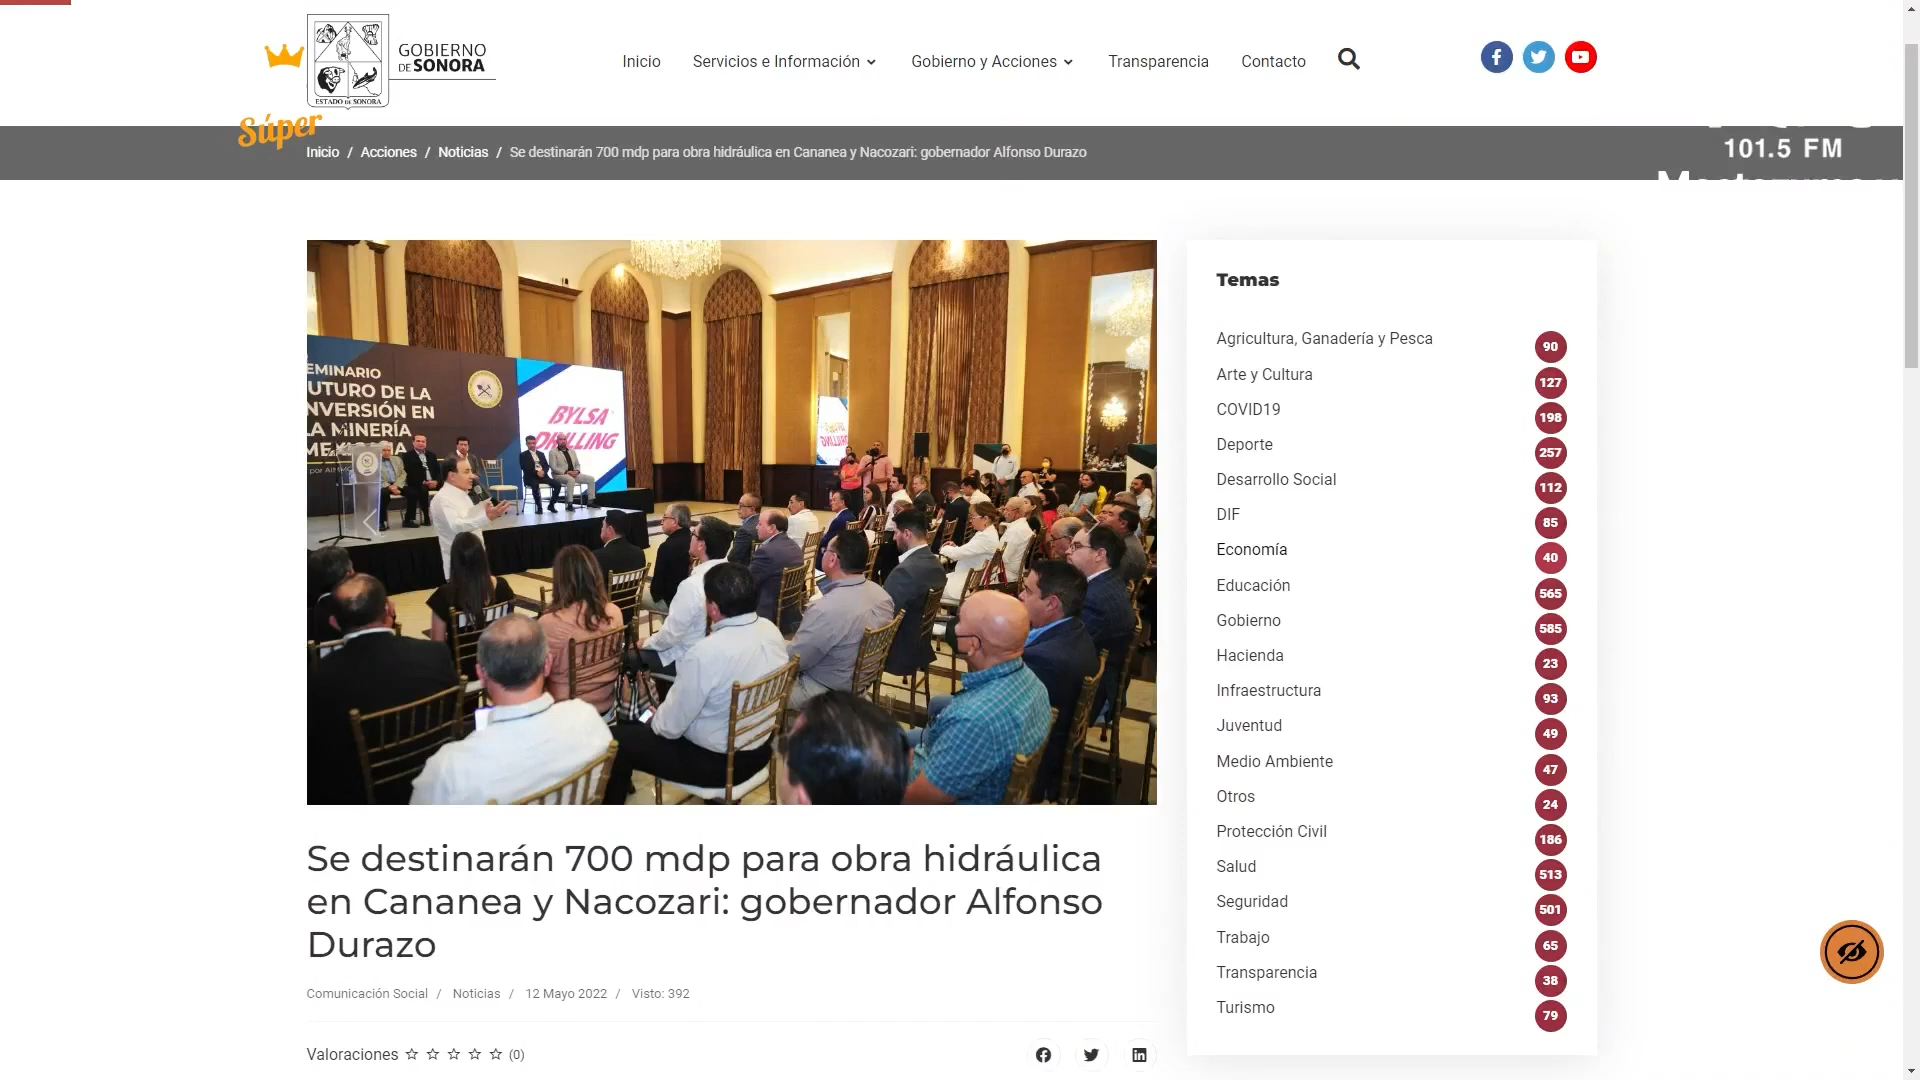 GOBIERNO
DE SONORA
ESTADO DE SONORA
Súper
Inicio
Servicios e Información
Gobierno y Acciones
Transparencia
Contacto
Inicio / Acciones / Noticias / Se destinarán 700 mdp para obra hidráulica en Cananea y Nacozari: gobernador Alfonso Durazo
101.5 FM
EMINARIO
UTURO DE LA
NVERSIÓN EN
LA MINERÍA
BYLSA
DRILLING
Se destinarán 700 mdp para obra hidráulica
en Cananea y Nacozari: gobernador Alfonso
Durazo
Comunicación Social / Noticias / 12 Mayo 2022 / Visto: 392
Valoraciones (0)
Temas
Agricultura, Ganadería y Pesca 90
Arte y Cultura 127
COVID19 198
Deporte 257
Desarrollo Social 112
DIF 85
Economía 40
Educación 565
Gobierno 585
Hacienda 23
Infraestructura 93
Juventud 49
Medio Ambiente 47
Otros 24
Protección Civil 186
Salud 513
Seguridad 501
Trabajo 65
Transparencia 38
Turismo 79